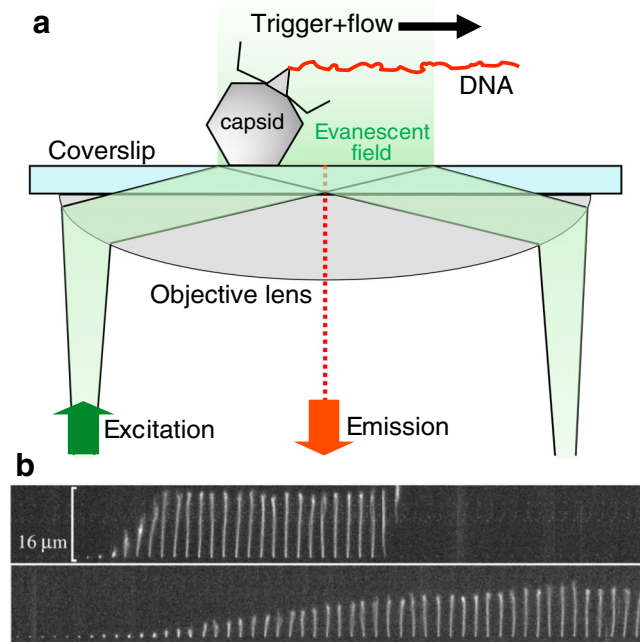 a
Trigger+flow
DNA
capsid
Evanescent
field
Coverslip
Objective lens
Excitation
Emission
b
16 μm